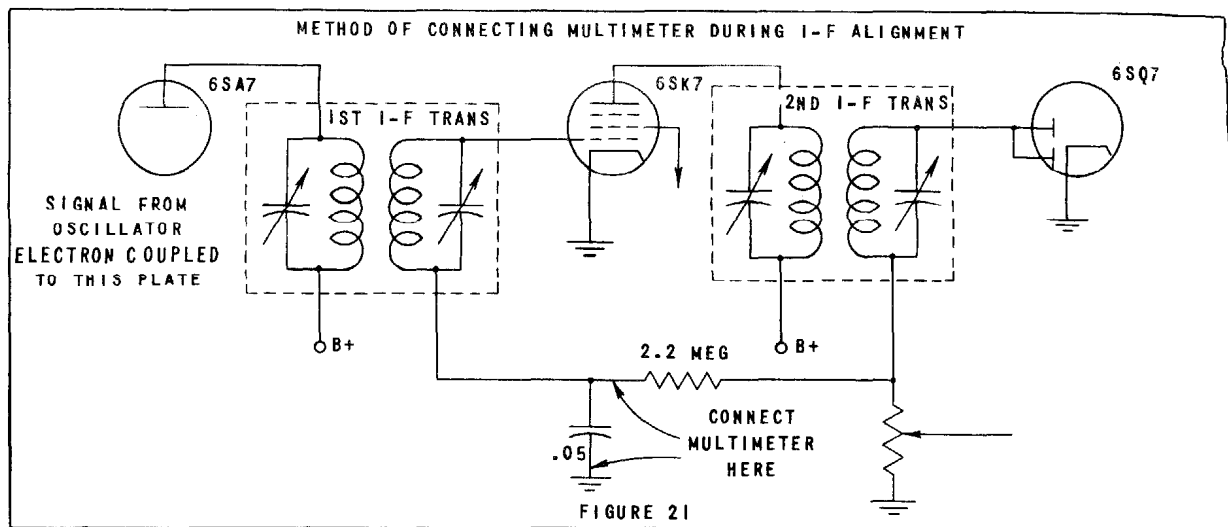 METHOD OF CONNECTING MULTIMETER DURING I-F ALIGNMENT
6SA7
6SK7
6SQ7
1ST I-F TRANS
2ND I-F TRANS
SIGNAL FROM
OSCILLATOR
ELECTRON COUPLED
TO THIS PLATE
B+
B+
2.2 MEG
CONNECT
MULTIMETER
HERE
.05
FIGURE 21